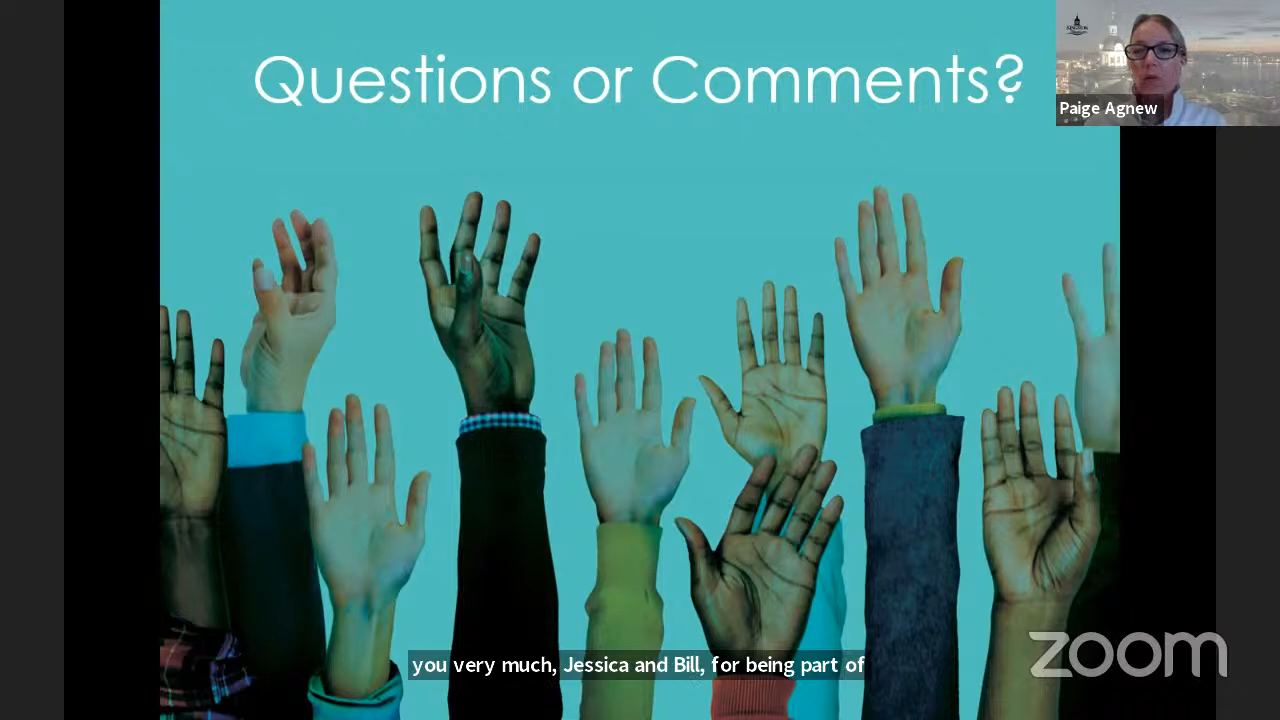 Questions or Comments?
Paige Agnew
you very much, Jessica and Bill, for being part of
zoom